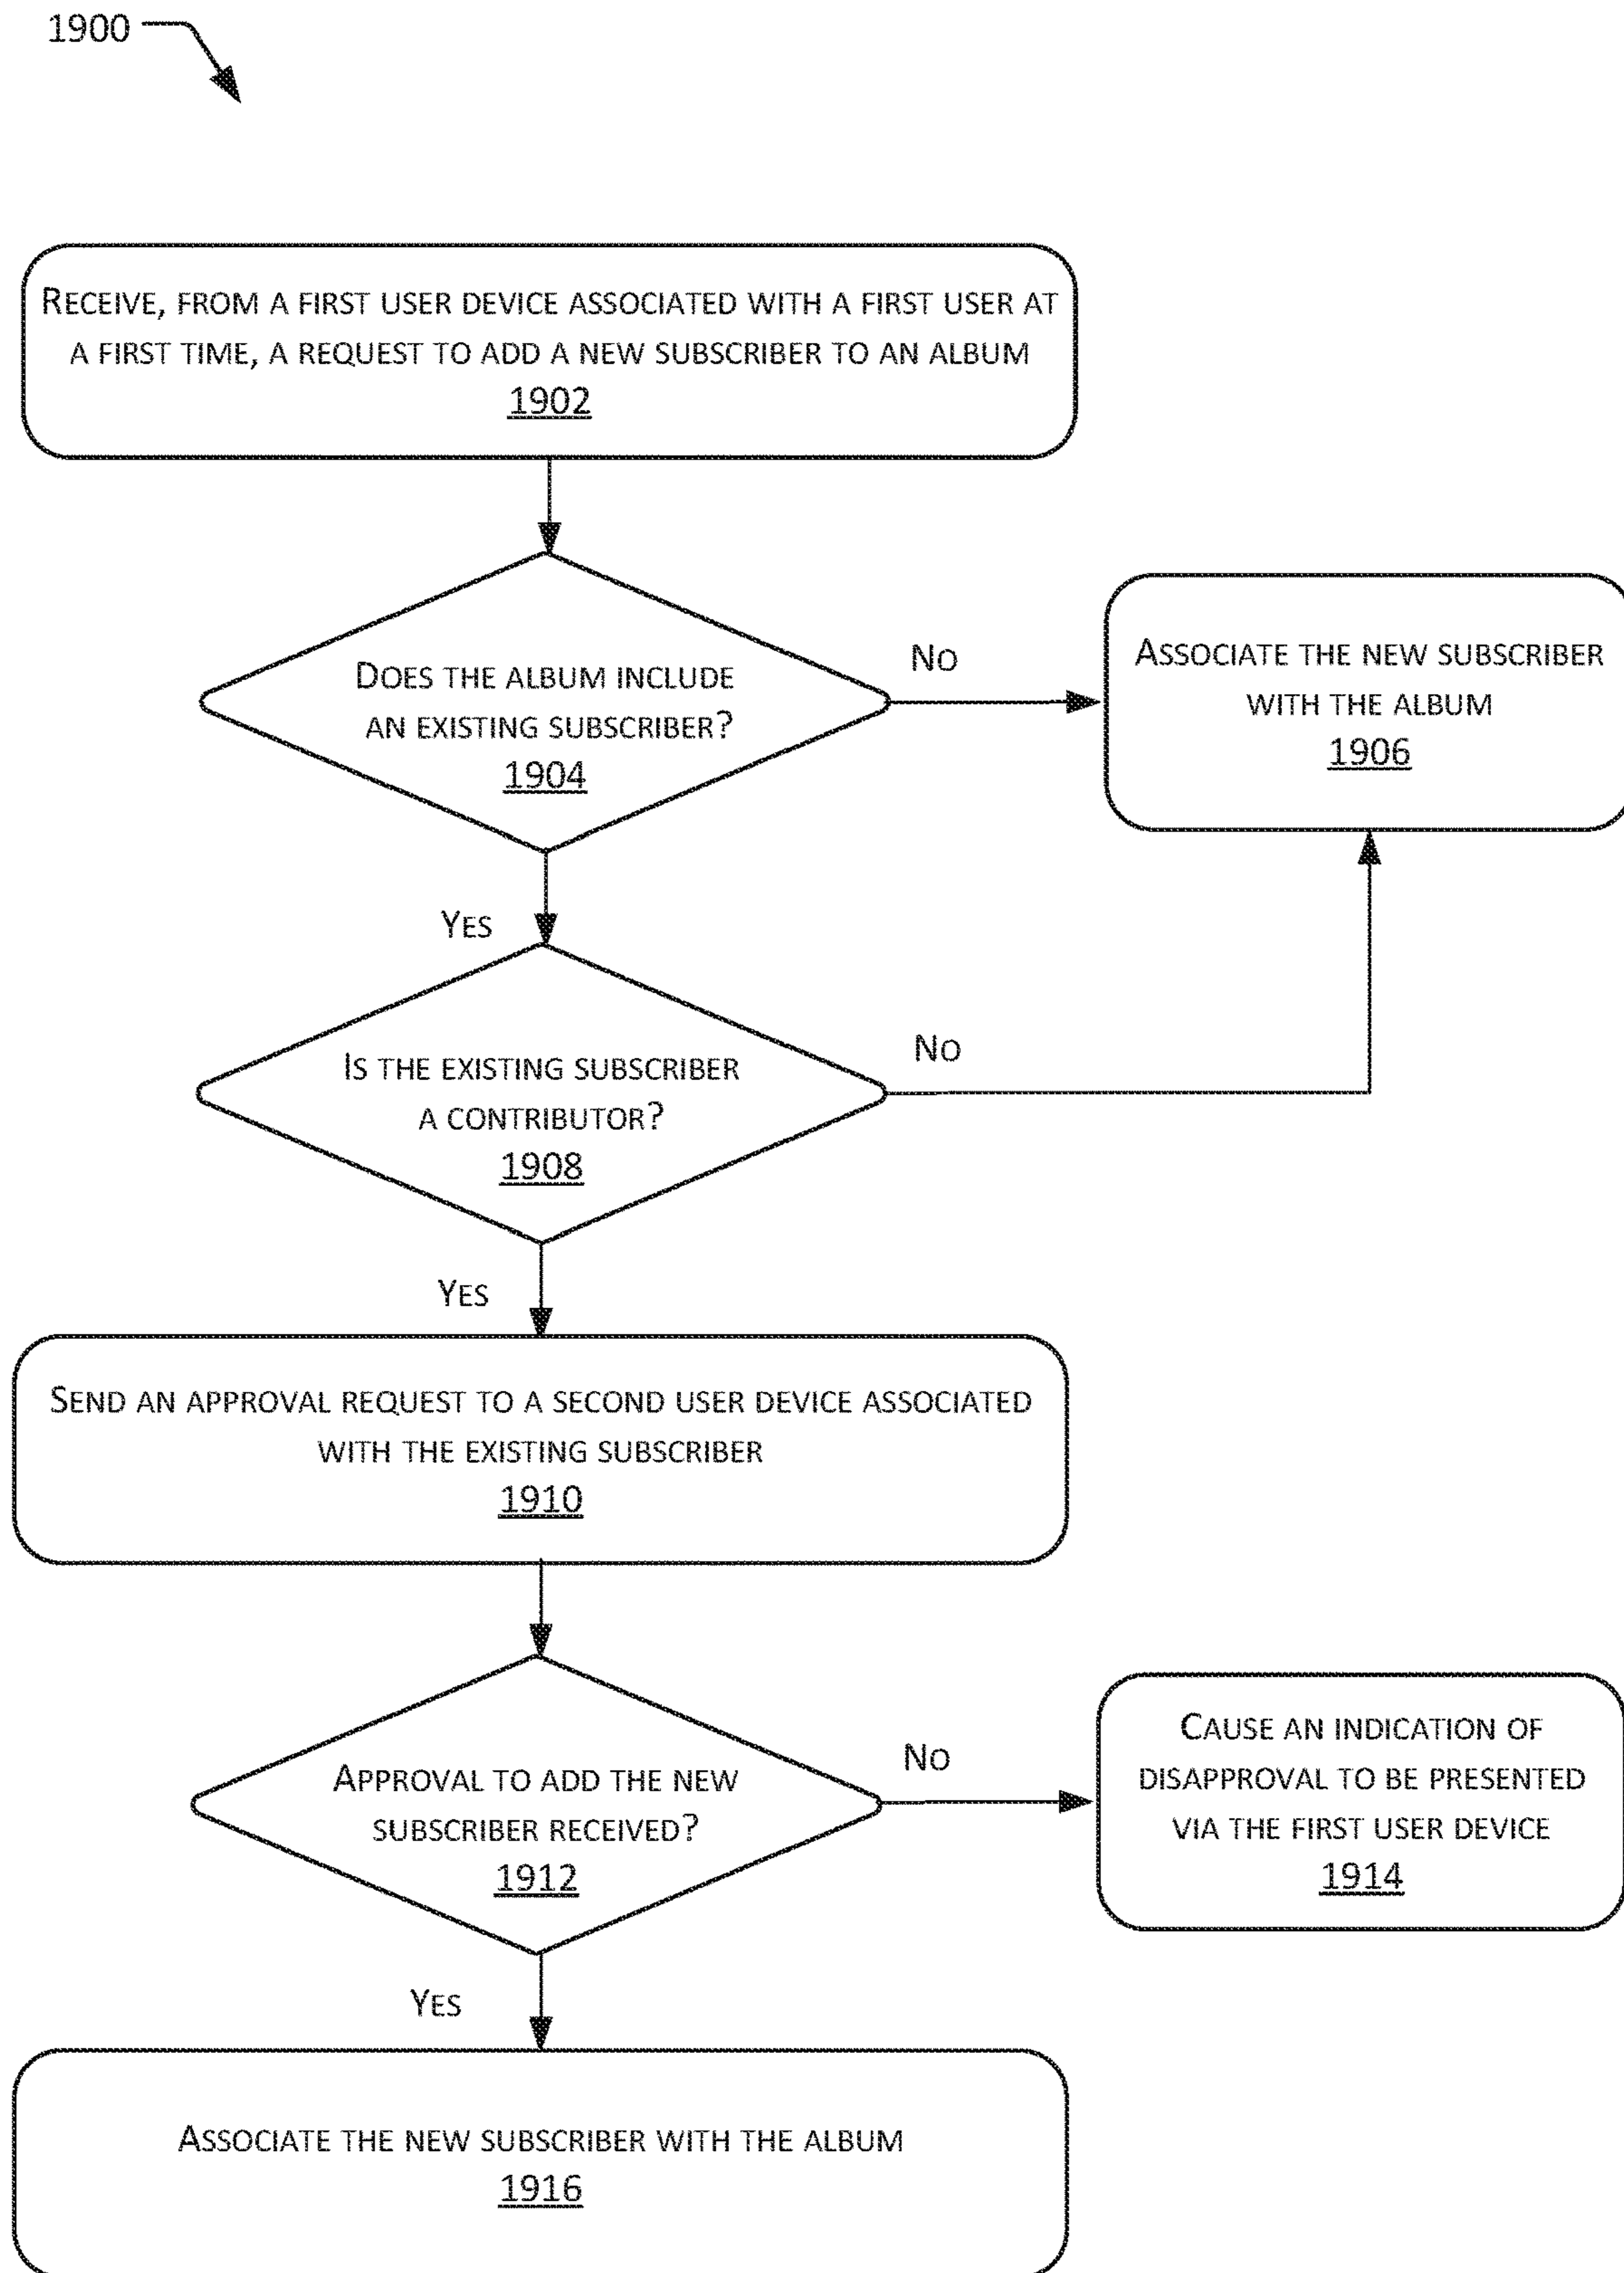 1900
RECEIVE, FROM A FIRST USER DEVICE ASSOCIATED WITH A FIRST USER AT
A FIRST TIME, A REQUEST TO ADD A NEW SUBSCRIBER TO AN ALBUM
1902
DOES THE ALBUM INCLUDE
AN EXISTING SUBSCRIBER?
1904
NO
ASSOCIATE THE NEW SUBSCRIBER
WITH THE ALBUM
1906
YES
IS THE EXISTING SUBSCRIBER
A CONTRIBUTOR?
1908
NO
YES
SEND AN APPROVAL REQUEST TO A SECOND USER DEVICE ASSOCIATED
WITH THE EXISTING SUBSCRIBER
1910
APPROVAL TO ADD THE NEW
SUBSCRIBER RECEIVED?
1912
NO
CAUSE AN INDICATION OF
DISAPPROVAL TO BE PRESENTED
VIA THE FIRST USER DEVICE
1914
YES
ASSOCIATE THE NEW SUBSCRIBER WITH THE ALBUM
1916